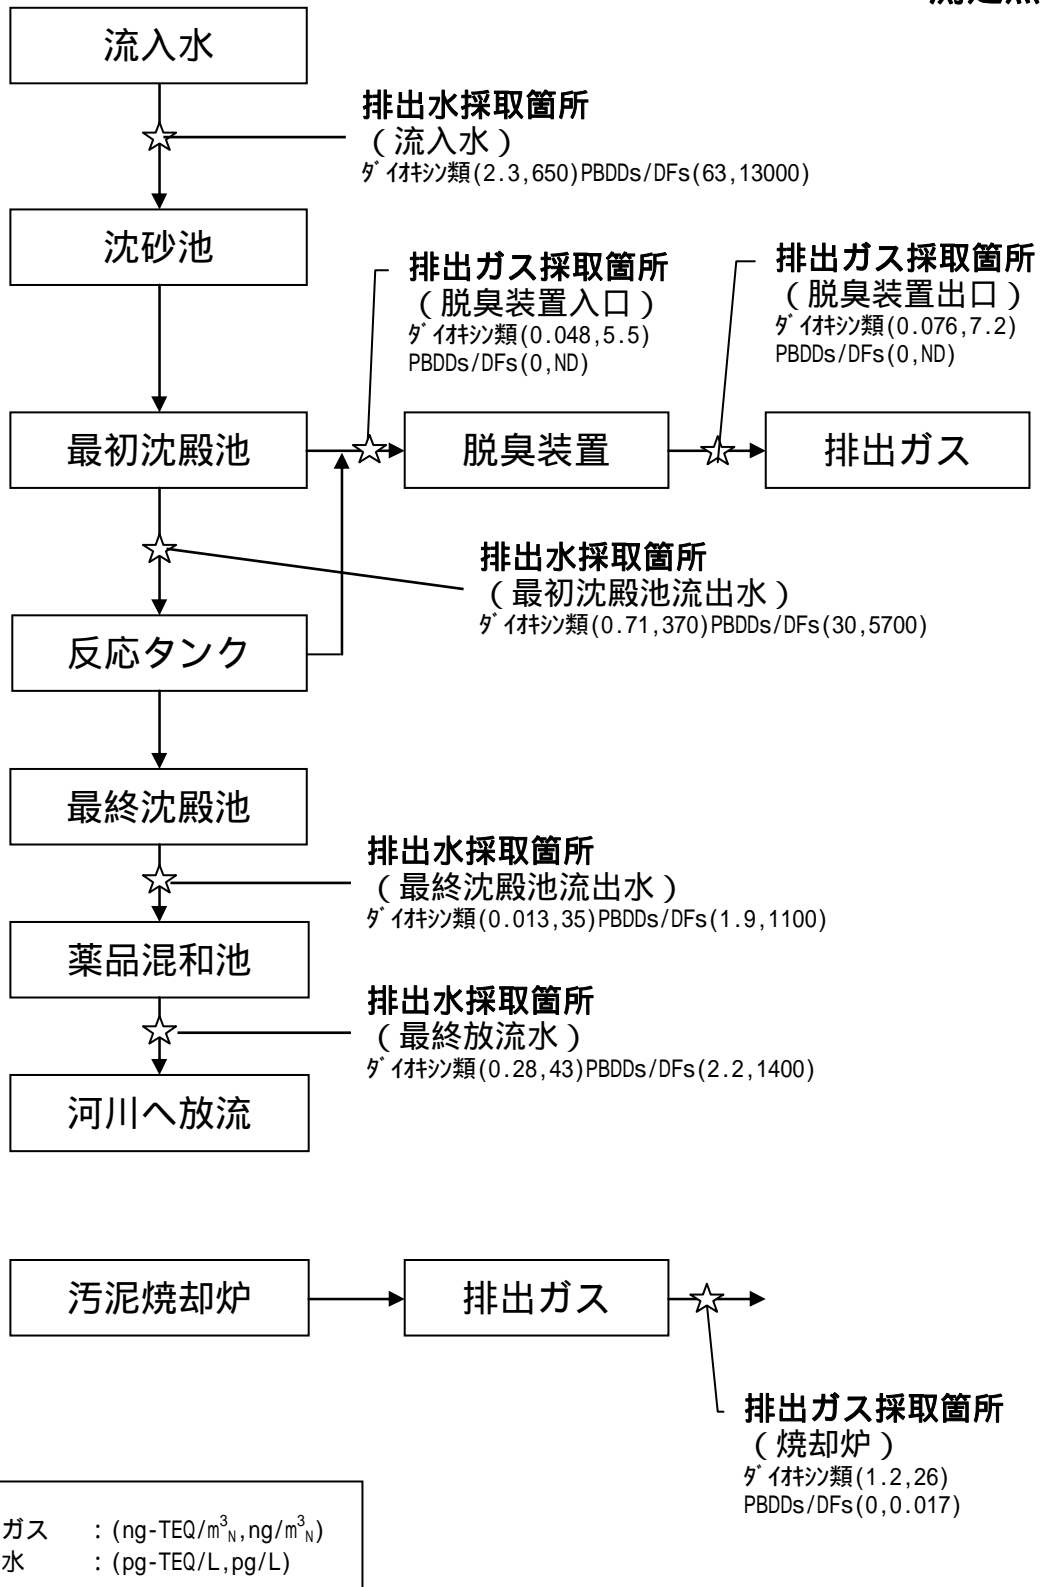 流入水
排出水採取箇所
（流入水）
ﾀﾞｲｵｷｼﾝ類(2.3,650)PBDDs/DFs(63,13000)
沈砂池
排出ガス採取箇所
（脱臭装置入口）
ﾀﾞｲｵｷｼﾝ類(0.048,5.5)
PBDDs/DFs(0,ND)
排出ガス採取箇所
（脱臭装置出口）
ﾀﾞｲｵｷｼﾝ類(0.076,7.2)
PBDDs/DFs(0,ND)
最初沈殿池
脱臭装置
排出ガス
排出水採取箇所
（最初沈殿池流出水）
ﾀﾞｲｵｷｼﾝ類(0.71,370)PBDDs/DFs(30,5700)
反応タンク
最終沈殿池
排出水採取箇所
（最終沈殿池流出水）
ﾀﾞｲｵｷｼﾝ類(0.013,35)PBDDs/DFs(1.9,1100)
薬品混和池
排出水採取箇所
（最終放流水）
ﾀﾞｲｵｷｼﾝ類(0.28,43)PBDDs/DFs(2.2,1400)
河川へ放流
汚泥焼却炉
排出ガス
排出ガス採取箇所
（焼却炉）
ﾀﾞｲｵｷｼﾝ類(1.2,26)
PBDDs/DFs(0,0.017)
ガス : (ng-TEQ/m³N,ng/m³N)
水 : (pg-TEQ/L,pg/L)